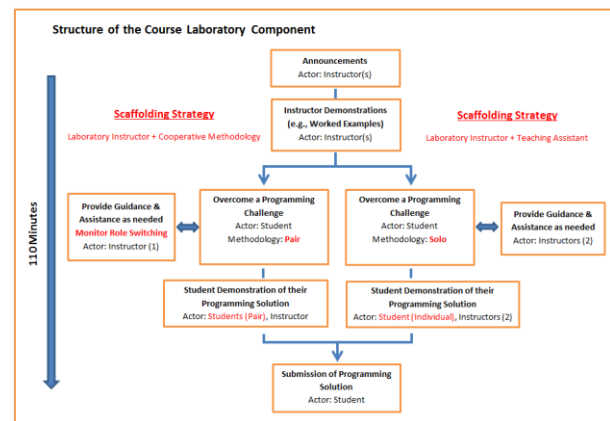 Structure of the Course Laboratory Component
Announcements
Actor: Instructor(s)
Scaffolding Strategy
Laboratory Instructor + Cooperative Methodology
Instructor Demonstrations
(e.g., Worked Examples)
Actor: Instructor(s)
Scaffolding Strategy
Laboratory Instructor + Teaching Assistant
110 Minutes
Provide Guidance &
Assistance as needed
Monitor Role Switching
Actor: Instructor (1)
Overcome a Programming
Challenge
Actor: Student
Methodology: Pair
Overcome a Programming
Challenge
Actor: Student
Methodology: Solo
Provide Guidance &
Assistance as needed
Actor: Instructors (2)
Student Demonstration of their
Programming Solution
Actor: Students (Pair), Instructor
Student Demonstration of their
Programming Solution
Actor: Student (Individual), Instructors (2)
Submission of Programming
Solution
Actor: Student